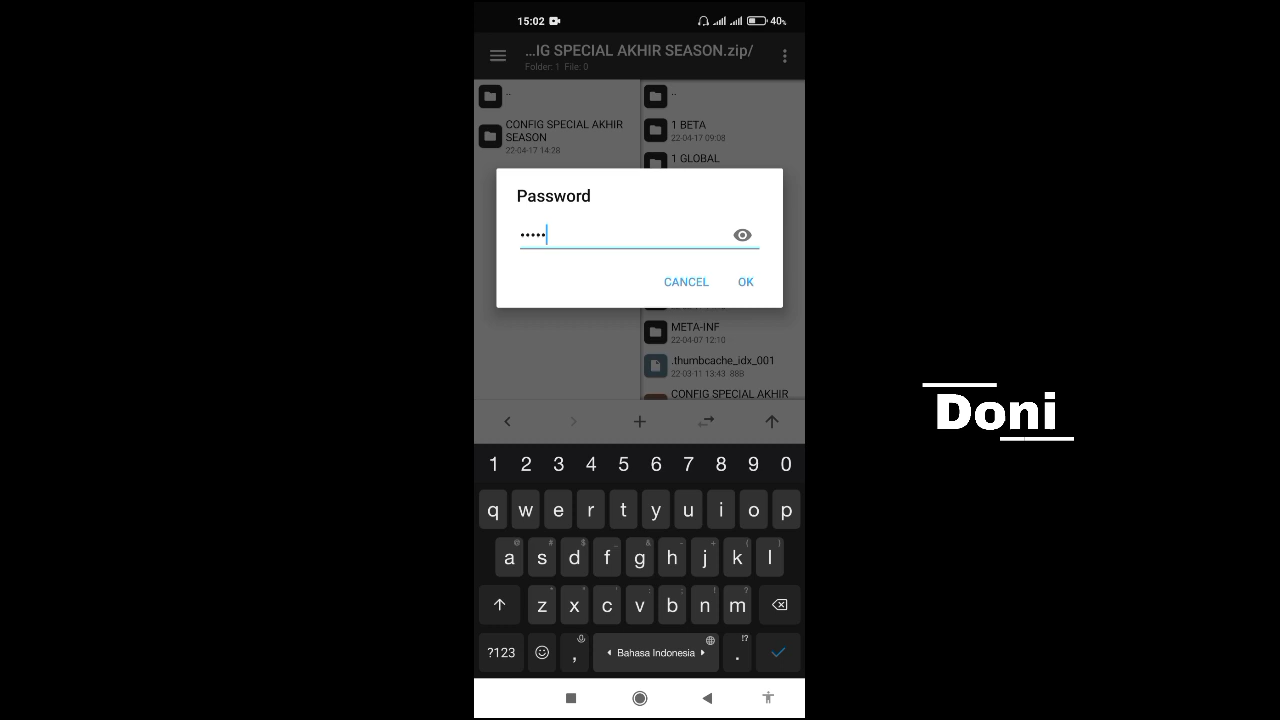 15:02
40%
...IG SPECIAL AKHIR SEASON.zip/
Folder: 1 File: 0
..
CONFIG SPECIAL AKHIR
SEASON
22-04-17 14:28
..
1 BETA
22-04-17 09:08
1 GLOBAL
Password
•••••
CANCEL OK
META-INF
22-04-07 12:10
.thumbcache_idx_001
22-03-11 13:43 88B
CONFIG SPECIAL AKHIR
Doni
1 2 3 4 5 6 7 8 9 0
q w e r t y u i o p
a s d f g h j k l
z x c v b n m
?123 , Bahasa Indonesia . !?